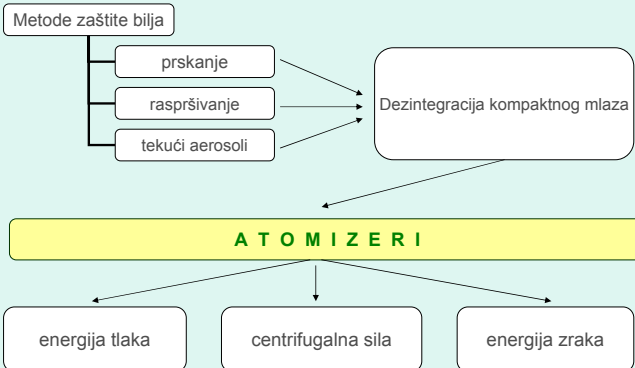 Metode zaštite bilja
prskanje
raspršivanje
tekući aerosoli
Dezintegracija kompaktnog mlaza
A T O M I Z E R I
energija tlaka
centrifugalna sila
energija zraka